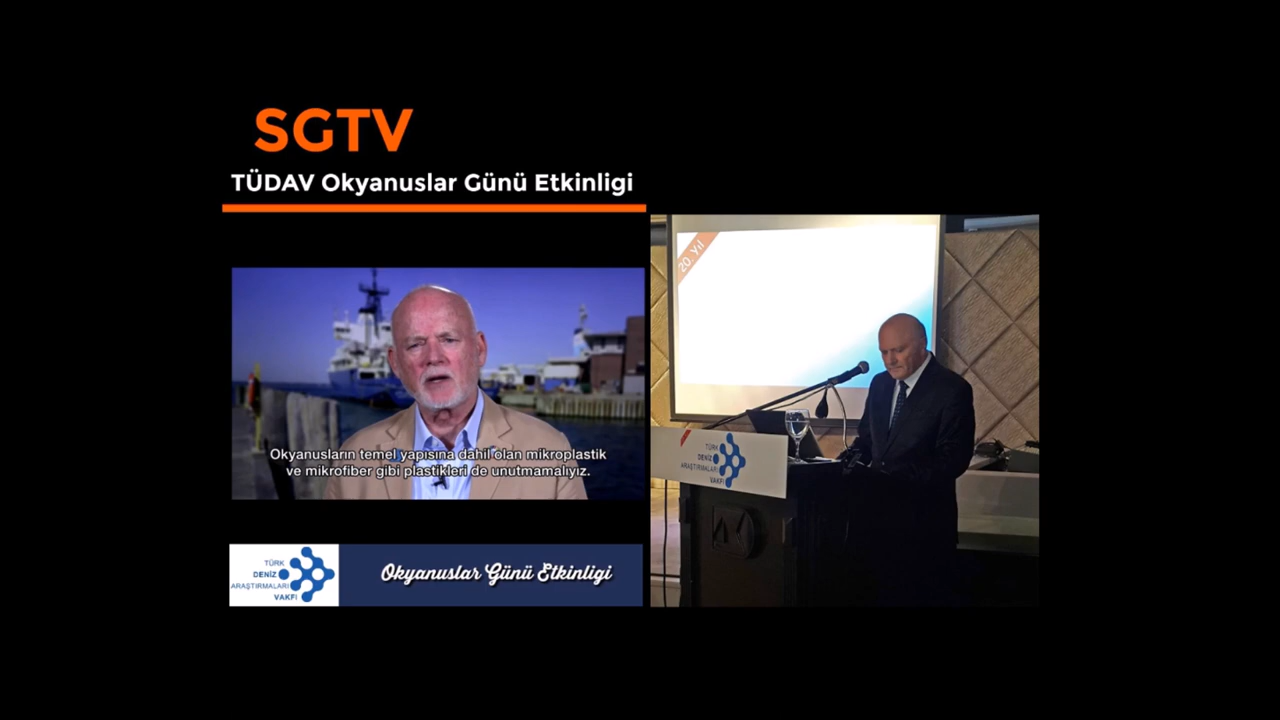 SGTV
TÜDAV Okyanuslar Günü Etkinligi
20. Yıl
Okyanusların temel yapısına dahil olan mikroplastik
ve mikrofiber gibi plastikleri de unutmamalıyız.
TÜRK
DENİZ
ARAŞTIRMALARI
VAKFI
TÜRK
DENİZ
ARAŞTIRMALARI
VAKFI
Okyanuslar Günü Etkinligi